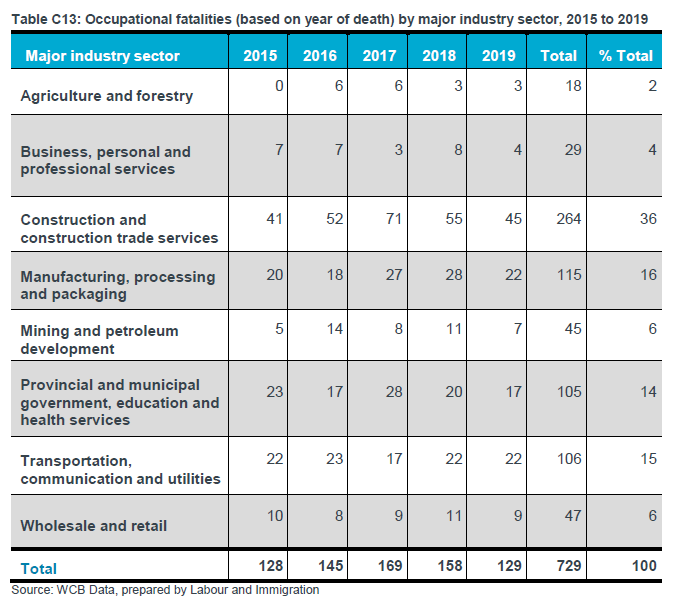 Table C13: Occupational fatalities (based on year of death) by major industry sector, 2015 to 2019
Major industry sector 2015 2016 2017 2018 2019 Total % Total
Agriculture and forestry 0 6 6 3 3 18 2
Business, personal and
professional services 7 7 3 8 4 29 4
Construction and
construction trade services 41 52 71 55 45 264 36
Manufacturing, processing
and packaging 20 18 27 28 22 115 16
Mining and petroleum
development 5 14 8 11 7 45 6
Provincial and municipal
government, education and
health services 23 17 28 20 17 105 14
Transportation,
communication and utilities 22 23 17 22 22 106 15
Wholesale and retail 10 8 9 11 9 47 6
Total 128 145 169 158 129 729 100
Source: WCB Data, prepared by Labour and Immigration